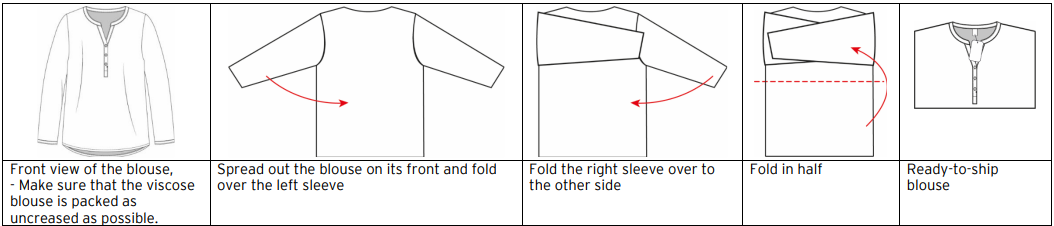 Front view of the blouse,
- Make sure that the viscose
blouse is packed as
uncreased as possible.
Spread out the blouse on its front and fold
over the left sleeve
Fold the right sleeve over to
the other side
Fold in half
Ready-to-ship
blouse